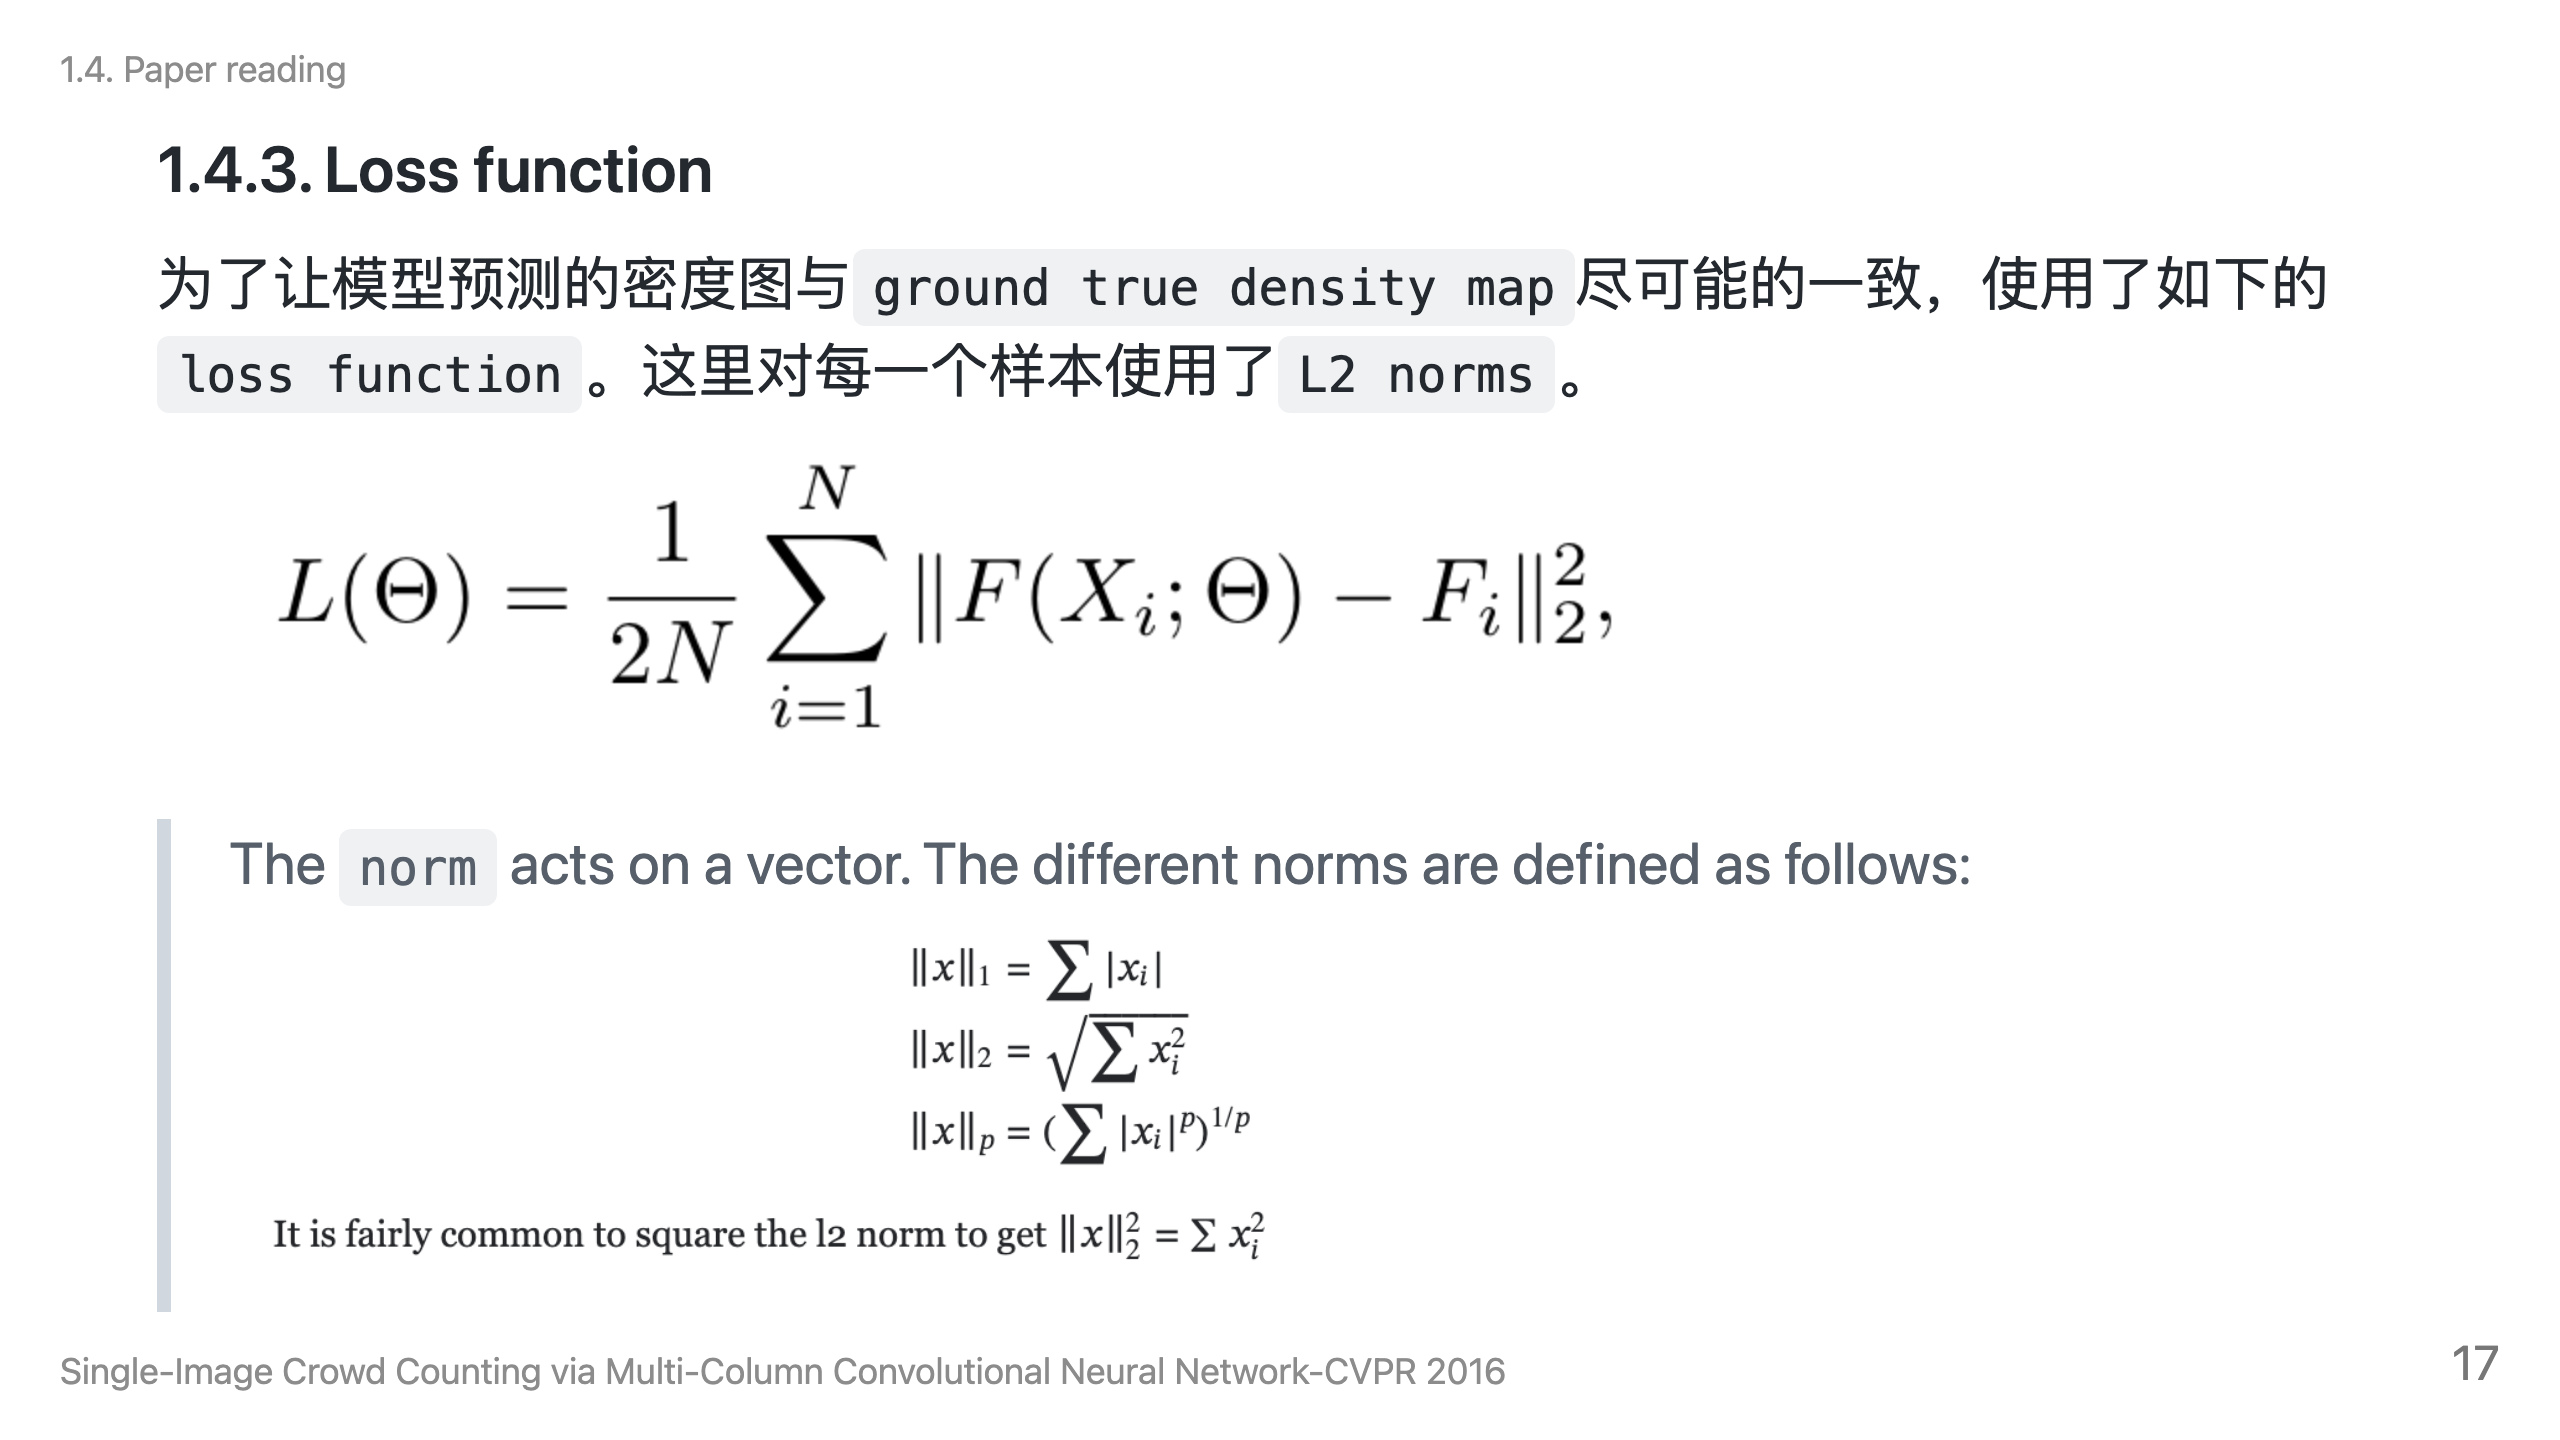 1.4. Paper reading
1.4.3. Loss function
为了让模型预测的密度图与 ground true density map 尽可能的一致，使用了如下的
loss function 。这里对每一个样本使用了 L2 norms 。
L(Θ) = \frac{1}{2N} \sum_{i=1}^{N} ||F(X_i; Θ) − F_i||_2^2,
The norm acts on a vector. The different norms are defined as follows:
||x||_1 = ∑ |x_i|
||x||_2 = \sqrt{∑ x_i^2}
||x||_p = (∑ |x_i|^p)^{1/p}
It is fairly common to square the l2 norm to get ||x||_2^2 = ∑ x_i^2
Single-Image Crowd Counting via Multi-Column Convolutional Neural Network-CVPR 2016
17